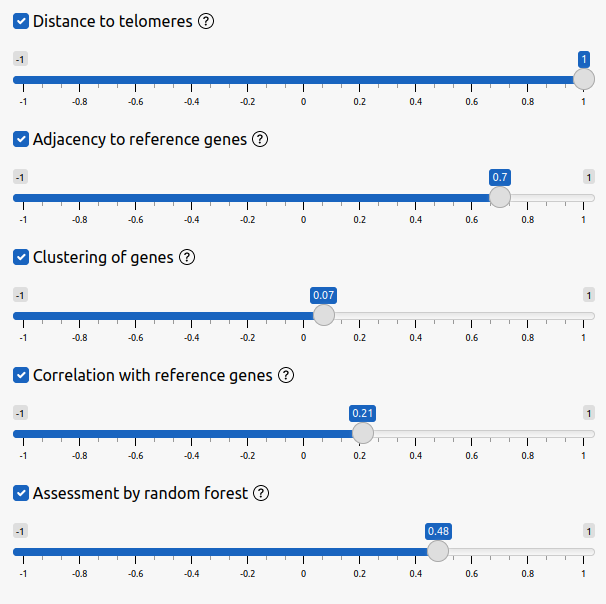 Distance to telomeres ?
-1 1
-1 -0.8 -0.6 -0.4 -0.2 0 0.2 0.4 0.6 0.8 1
Adjacency to reference genes ?
-1 0.7 1
-1 -0.8 -0.6 -0.4 -0.2 0 0.2 0.4 0.6 0.8 1
Clustering of genes ?
-1 0.07 1
-1 -0.8 -0.6 -0.4 -0.2 0 0.2 0.4 0.6 0.8 1
Correlation with reference genes ?
-1 0.21 1
-1 -0.8 -0.6 -0.4 -0.2 0 0.2 0.4 0.6 0.8 1
Assessment by random forest ?
-1 0.48 1
-1 -0.8 -0.6 -0.4 -0.2 0 0.2 0.4 0.6 0.8 1